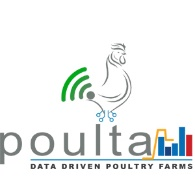 poulta
DATA DRIVEN POULTRY FARMS